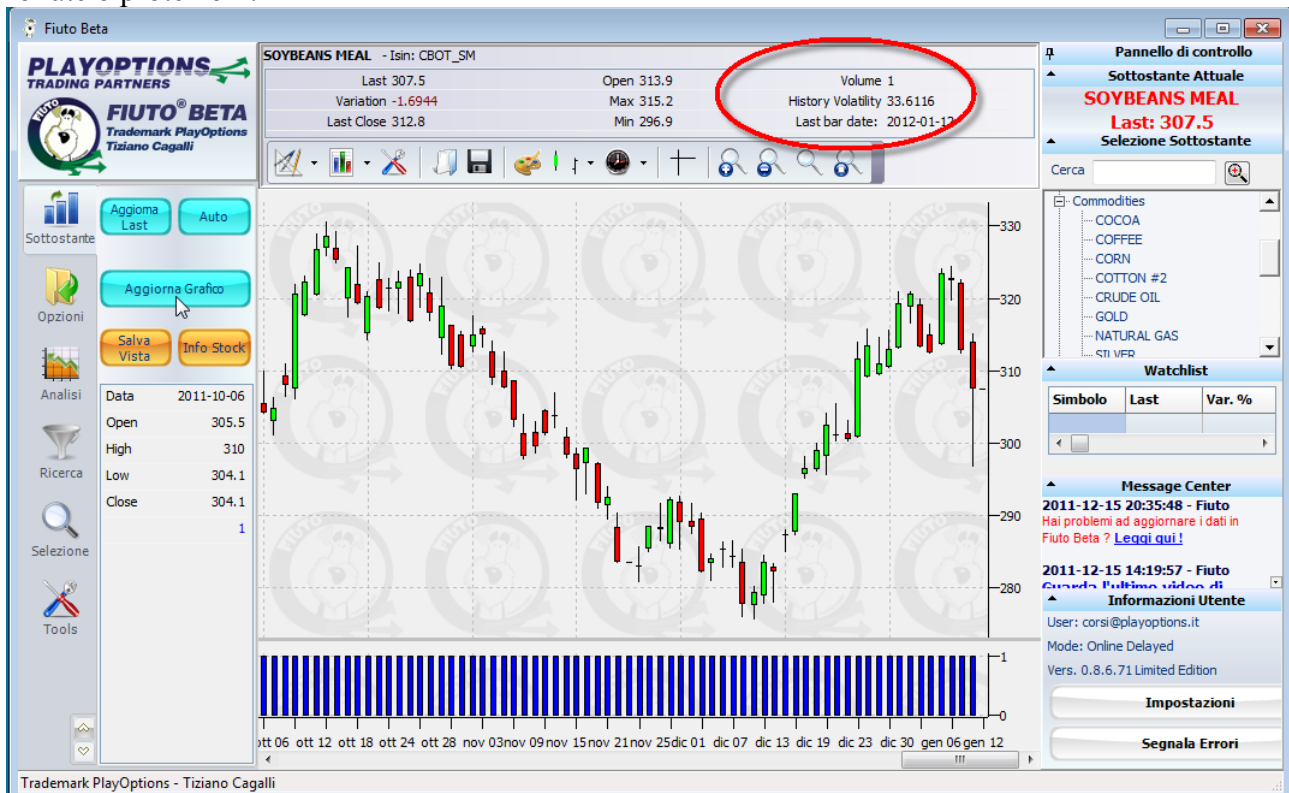 Fiuto Beta
PLAYOPTIONS
TRADING PARTNERS
FIUTO® BETA
Trademark PlayOptions
Tiziano Cagalli
SOYBEANS MEAL - Isin: CBOT_SM
Last 307.5 Open 313.9 Volume 1
Variation -1.6944 Max 315.2 History Volatility 33.6116
Last Close 312.8 Min 296.9 Last bar date: 2012-01-12
Sottostante
Opzioni
Analisi
Ricerca
Selezione
Tools
Aggiorna Last
Auto
Aggiorna Grafico
Salva Vista
Info Stock
Data 2011-10-06
Open 305.5
High 310
Low 304.1
Close 304.1
1
330
320
310
300
290
280
1
0
ott 06 ott 12 ott 18 ott 24 ott 28 nov 03 nov 09 nov 15 nov 21 nov 25 dic 01 dic 07 dic 13 dic 19 dic 23 dic 30 gen 06 gen 12
Pannello di controllo
Sottostante Attuale
SOYBEANS MEAL
Last: 307.5
Selezione Sottostante
Cerca
Commodities
COCOA
COFFEE
CORN
COTTON #2
CRUDE OIL
GOLD
NATURAL GAS
SILVER
Watchlist
Simbolo Last Var. %
Message Center
2011-12-15 20:35:48 - Fiuto
Hai problemi ad aggiornare i dati in
Fiuto Beta ? Leggi qui !
2011-12-15 14:19:57 - Fiuto
Guarda l'ultimo video di
Informazioni Utente
User: corsi@playoptions.it
Mode: Online Delayed
Vers. 0.8.6.71 Limited Edition
Impostazioni
Segnala Errori
Trademark PlayOptions - Tiziano Cagalli